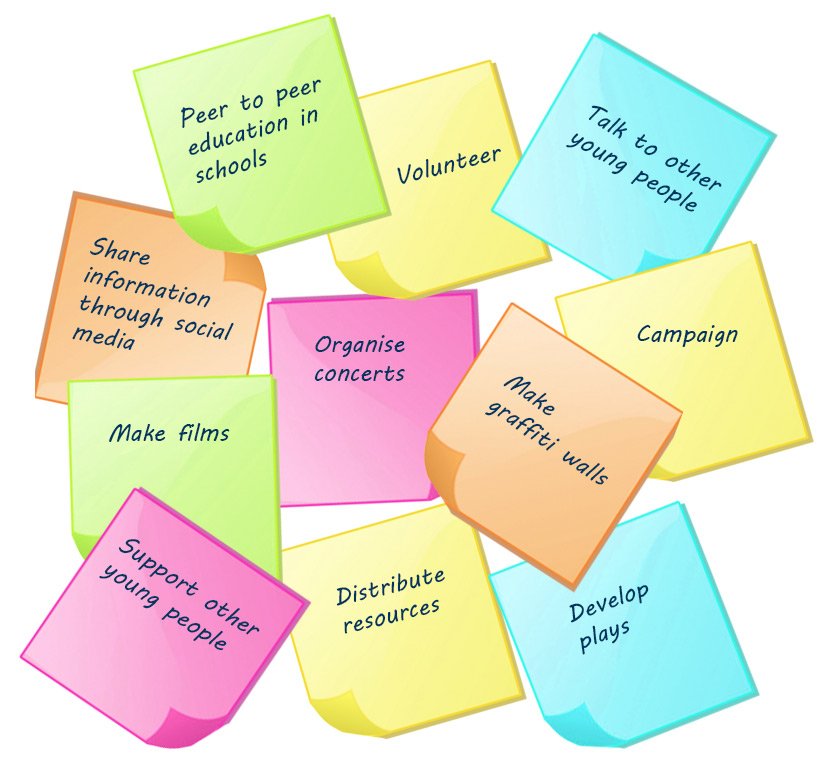 Peer to peer
education in
schools
Volunteer
Talk to other
young people
Share
information
through social
media
Organise
concerts
Campaign
Make films
Make
graffiti walls
Support other
young people
Distribute
resources
Develop
plays